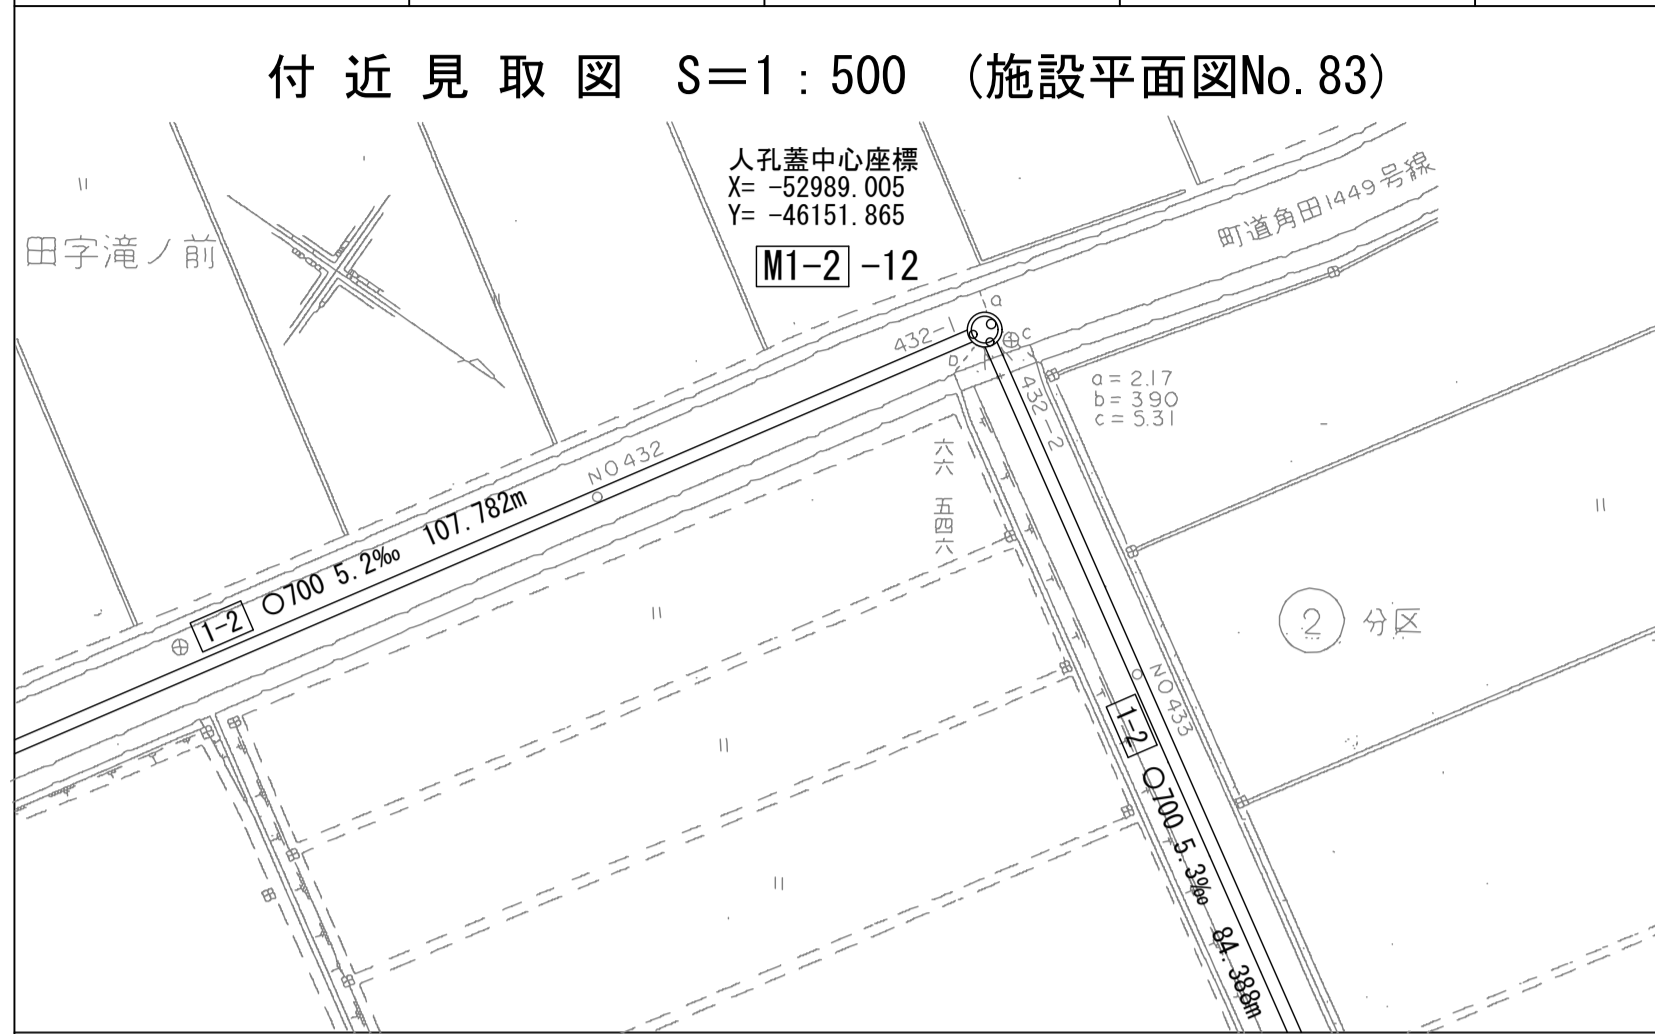 付近見取図 S=1:500 (施設平面図No.83)
人孔蓋中心座標
X= -52989.005
Y= -46151.865
M1-2 -12
町道角田1449号線
田字滝ノ前
a
432-1
c
b
432-2
a=2.17
b=3.90
c=5.31
NO432
六六 五四六
1-2 ○700 5.2‰ 107.782m
2 分区
NO433
1-2 ○700 5.3‰ 84.388m